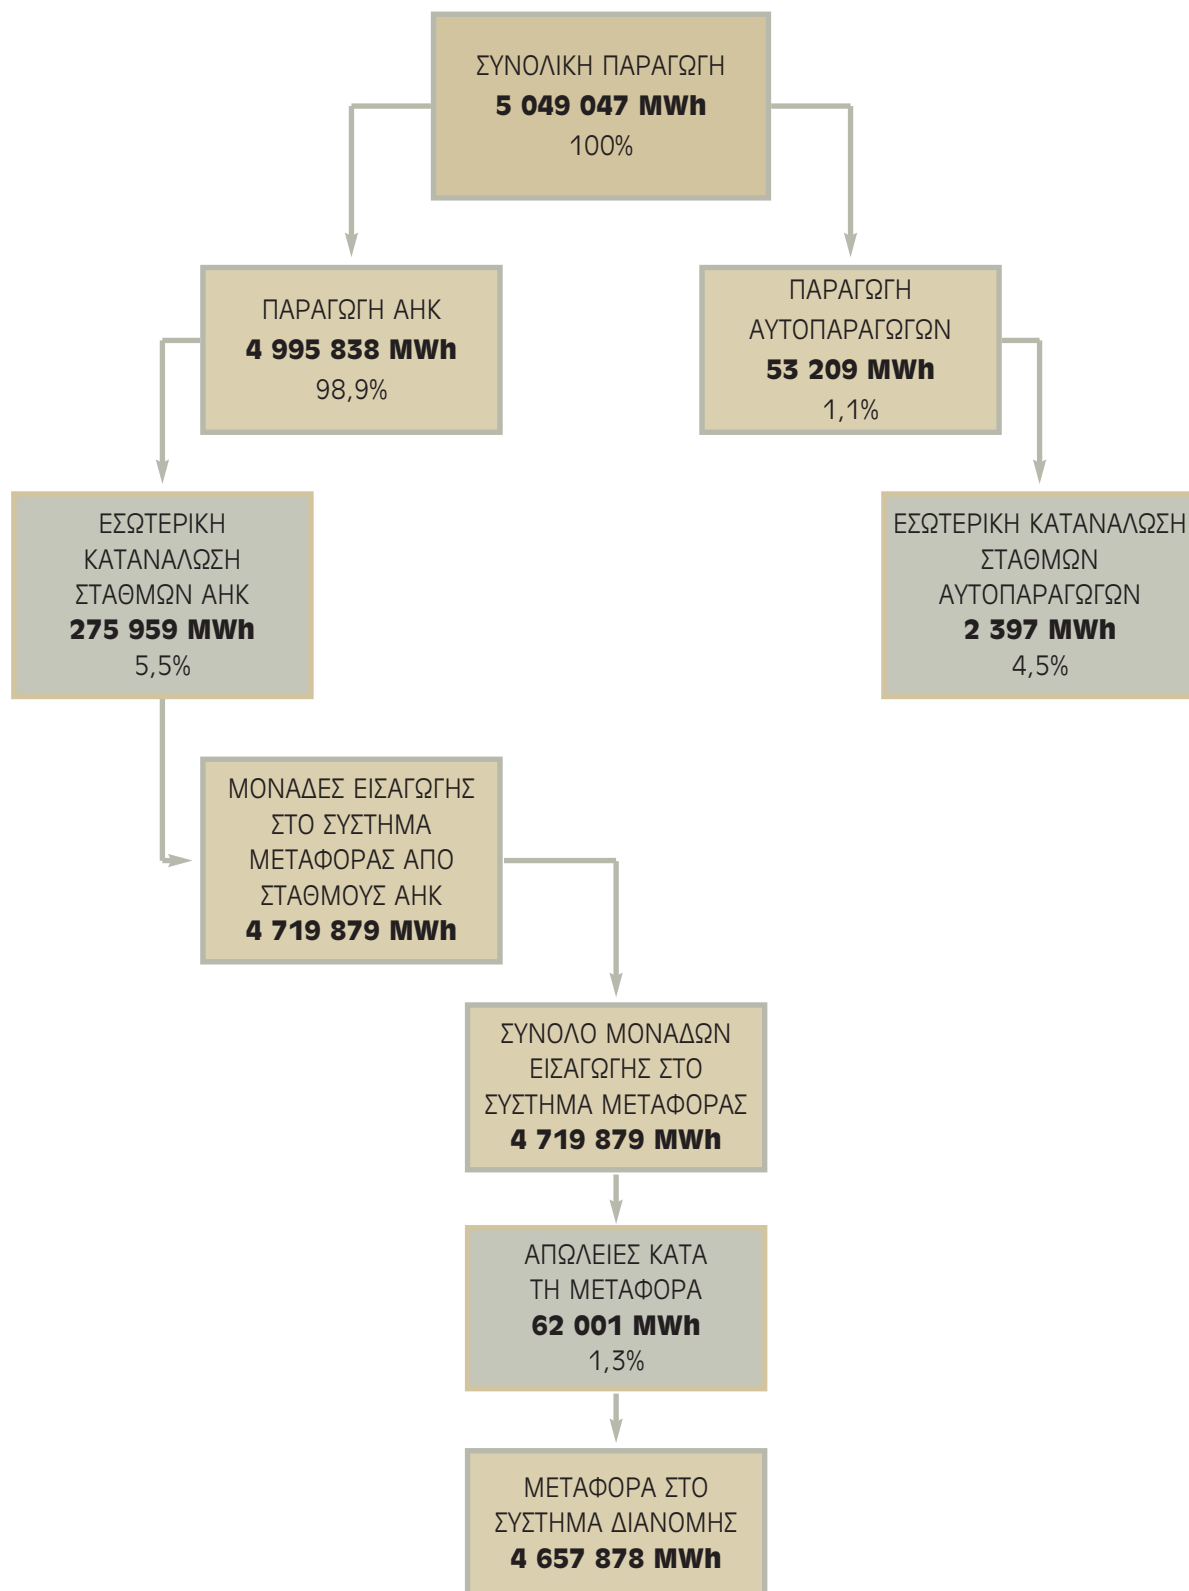 ΣΥΝΟΛΙΚΗ ΠΑΡΑΓΩΓΗ
5 049 047 MWh
100%
ΠΑΡΑΓΩΓΗ ΑΗΚ
4 995 838 MWh
98,9%
ΠΑΡΑΓΩΓΗ
ΑΥΤΟΠΑΡΑΓΩΓΩΝ
53 209 MWh
1,1%
ΕΣΩΤΕΡΙΚΗ
ΚΑΤΑΝΑΛΩΣΗ
ΣΤΑΘΜΩΝ ΑΗΚ
275 959 MWh
5,5%
ΕΣΩΤΕΡΙΚΗ ΚΑΤΑΝΑΛΩΣΗ
ΣΤΑΘΜΩΝ
ΑΥΤΟΠΑΡΑΓΩΓΩΝ
2 397 MWh
4,5%
ΜΟΝΑΔΕΣ ΕΙΣΑΓΩΓΗΣ
ΣΤΟ ΣΥΣΤΗΜΑ
ΜΕΤΑΦΟΡΑΣ ΑΠΟ
ΣΤΑΘΜΟΥΣ ΑΗΚ
4 719 879 MWh
ΣΥΝΟΛΟ ΜΟΝΑΔΩΝ
ΕΙΣΑΓΩΓΗΣ ΣΤΟ
ΣΥΣΤΗΜΑ ΜΕΤΑΦΟΡΑΣ
4 719 879 MWh
ΑΠΩΛΕΙΕΣ ΚΑΤΑ
ΤΗ ΜΕΤΑΦΟΡΑ
62 001 MWh
1,3%
ΜΕΤΑΦΟΡΑ ΣΤΟ
ΣΥΣΤΗΜΑ ΔΙΑΝΟΜΗΣ
4 657 878 MWh